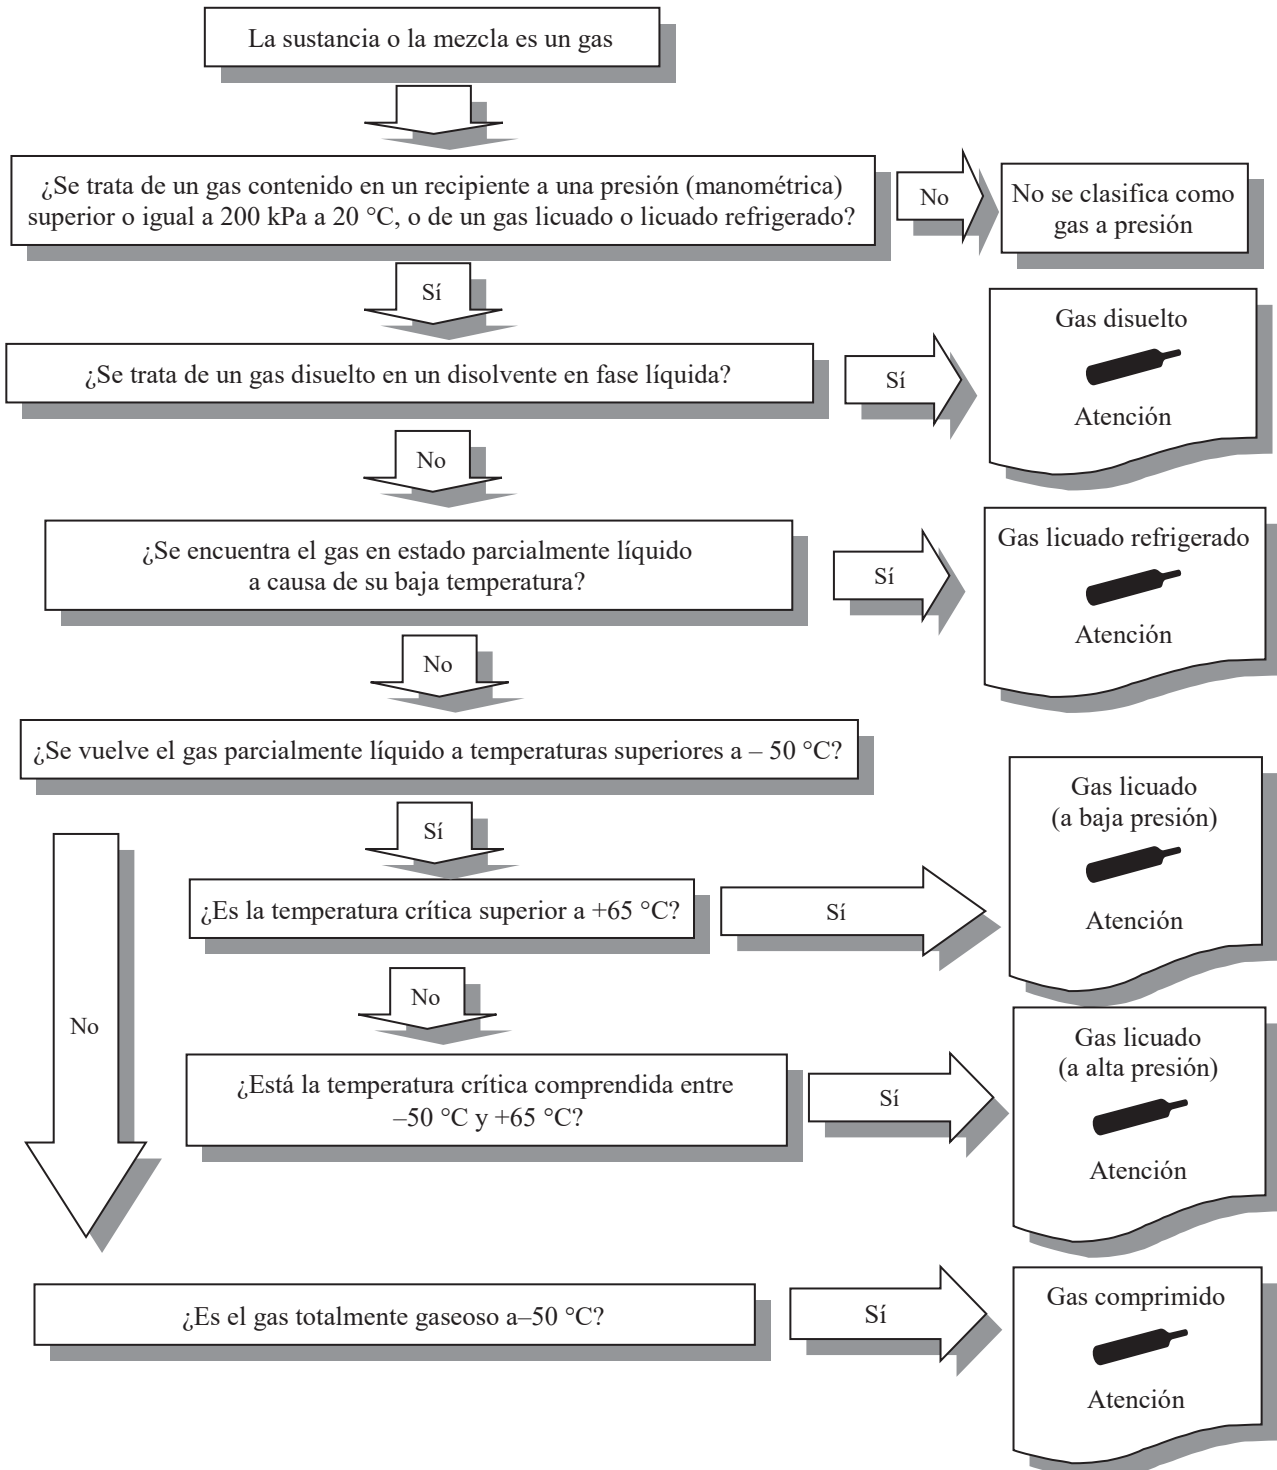 La sustancia o la mezcla es un gas
¿Se trata de un gas contenido en un recipiente a una presión (manométrica)
superior o igual a 200 kPa a 20 °C, o de un gas licuado o licuado refrigerado?
No
No se clasifica como
gas a presión
Sí
¿Se trata de un gas disuelto en un disolvente en fase líquida?
Sí
Gas disuelto
Atención
No
¿Se encuentra el gas en estado parcialmente líquido
a causa de su baja temperatura?
Sí
Gas licuado refrigerado
Atención
No
¿Se vuelve el gas parcialmente líquido a temperaturas superiores a – 50 °C?
Sí
¿Es la temperatura crítica superior a +65 °C?
Sí
Gas licuado
(a baja presión)
Atención
No
No
¿Está la temperatura crítica comprendida entre
–50 °C y +65 °C?
Sí
Gas licuado
(a alta presión)
Atención
¿Es el gas totalmente gaseoso a–50 °C?
Sí
Gas comprimido
Atención